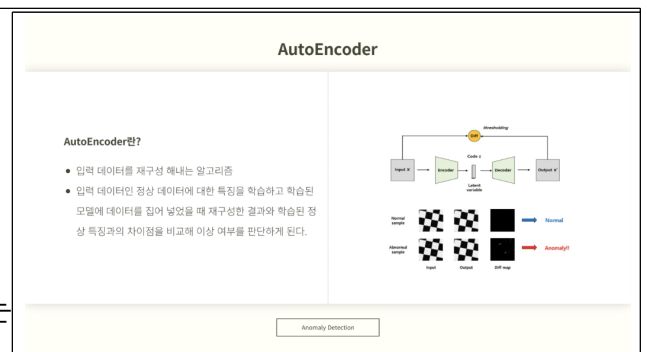 AutoEncoder
AutoEncoder란?
● 입력 데이터를 재구성 해내는 알고리즘
● 입력 데이터인 정상 데이터에 대한 특징을 학습하고 학습된
모델에 데이터를 집어 넣었을 때 재구성한 결과와 학습된 정
상 특징과의 차이점을 비교해 이상 여부를 판단하게 된다.
thresholding
Diff
Code z
Input X
Encoder
Decoder
Output X'
Latent
variable
Normal
sample
Normal
Abnormal
sample
Anomaly!!
Input
Output
Diff map
Anomaly Detection